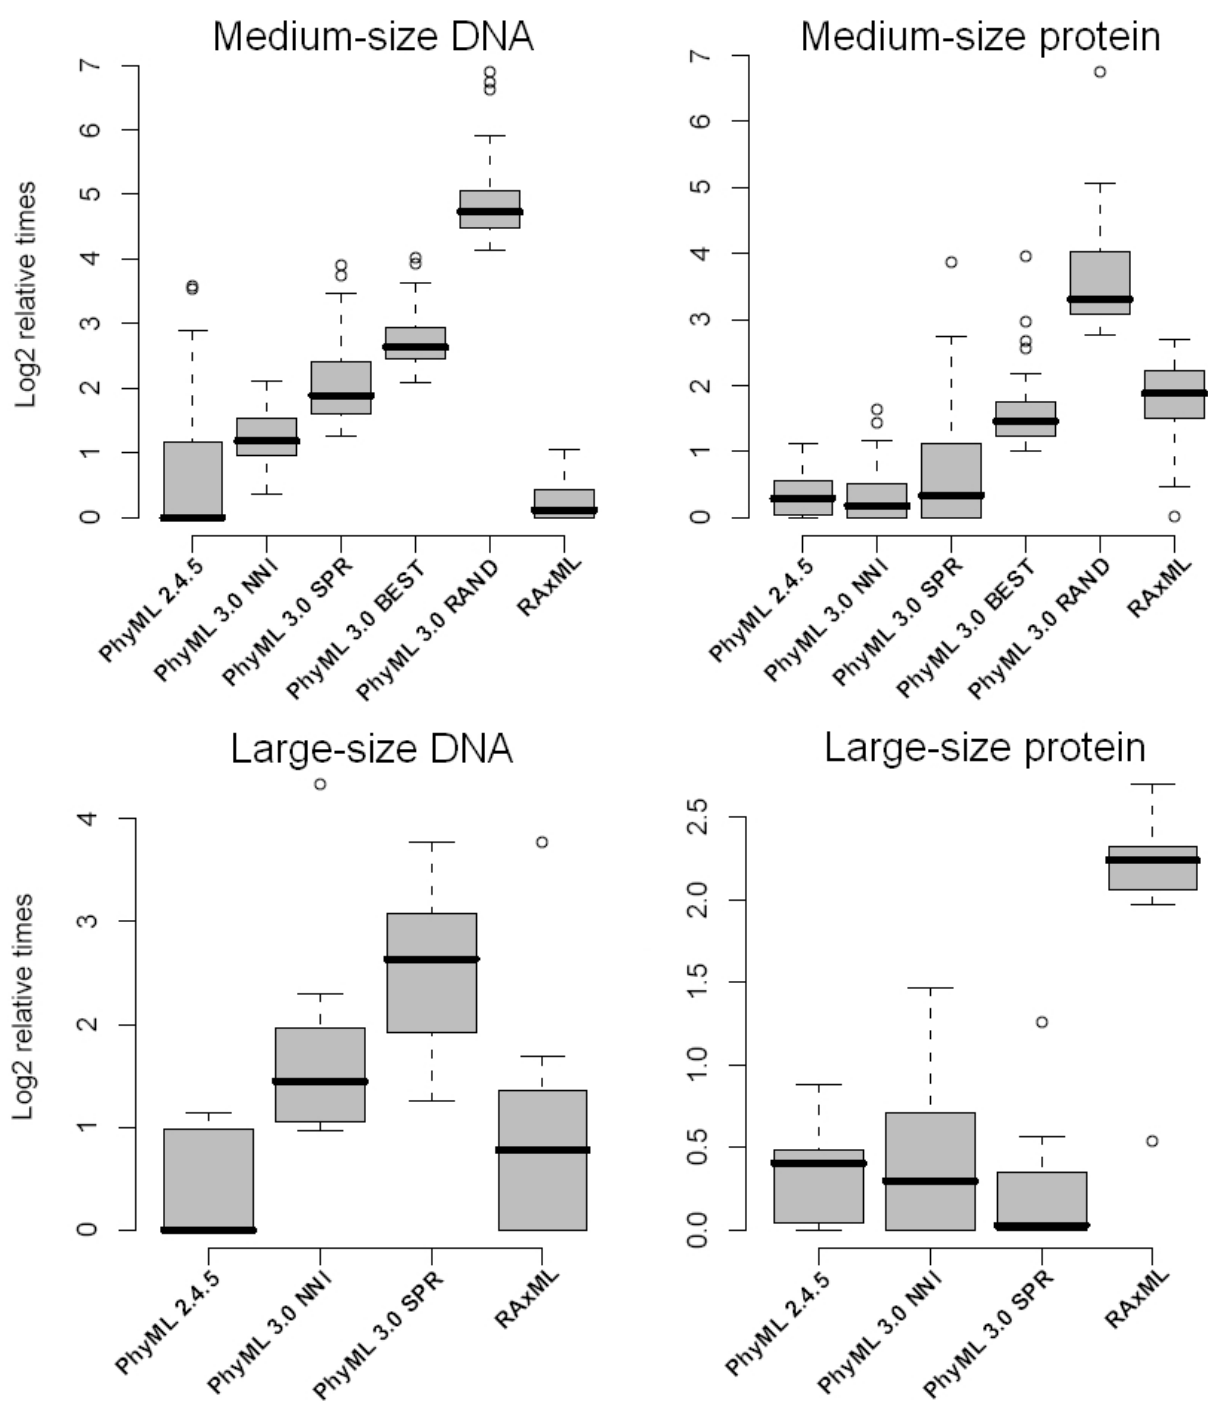 Medium-size DNA
Log2 relative times
7
6
5
4
3
2
1
0
PhyML 2.4.5
PhyML 3.0 NNI
PhyML 3.0 SPR
PhyML 3.0 BEST
PhyML 3.0 RAND
RAxML
Medium-size protein
7
6
5
4
3
2
1
0
PhyML 2.4.5
PhyML 3.0 NNI
PhyML 3.0 SPR
PhyML 3.0 BEST
PhyML 3.0 RAND
RAxML
Large-size DNA
Log2 relative times
4
3
2
1
0
PhyML 2.4.5
PhyML 3.0 NNI
PhyML 3.0 SPR
RAxML
Large-size protein
2.5
2.0
1.5
1.0
0.5
0.0
PhyML 2.4.5
PhyML 3.0 NNI
PhyML 3.0 SPR
RAxML